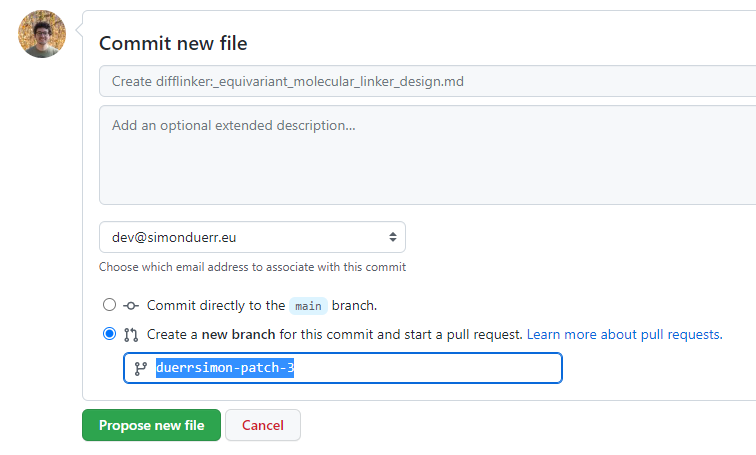 Commit new file
Create difflinker:_equivariant_molecular_linker_design.md
Add an optional extended description...
dev@simonduerr.eu
Choose which email address to associate with this commit
Commit directly to the main branch.
Create a new branch for this commit and start a pull request. Learn more about pull requests.
duerrsimon-patch-3
Propose new file Cancel